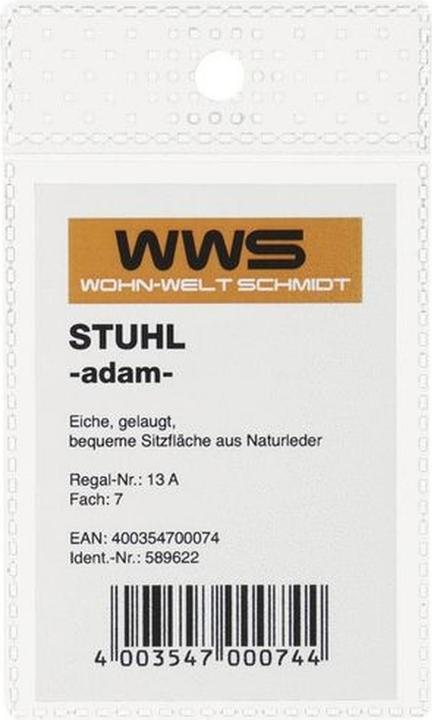 WWS
WOHN-WELT SCHMIDT
STUHL
-adam-
Eiche, gelaugt,
bequeme Sitzfläche aus Naturleder
Regal-Nr.: 13 A
Fach: 7
EAN: 400354700074
Ident.-Nr.: 589622
4 003547 000744